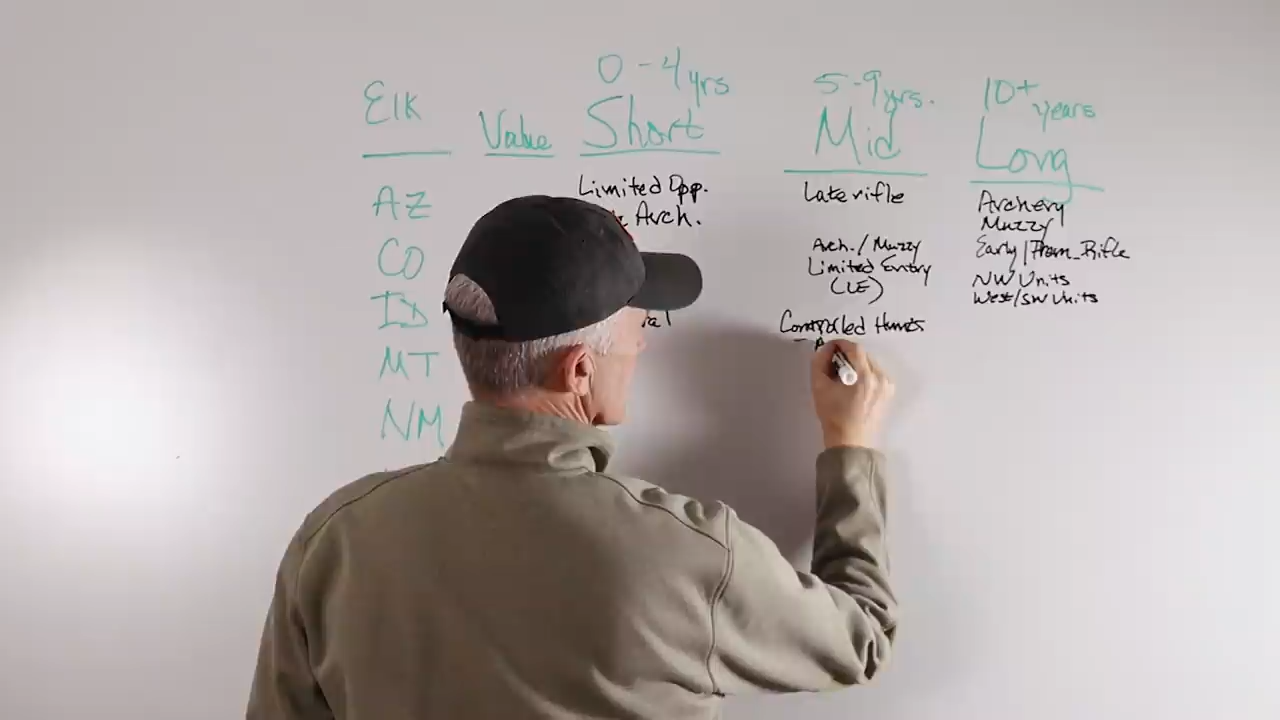 Elk
Value
0-4 yrs
Short
5-9 yrs.
Mid
10+ years
Long
AZ
Limited Opp.
Arch.
Late rifle
Archery
Muzzy
CO
Arch./Muzzy
Limited Entry
(LE)
Early/Prem. Rifle
NW Units
West/SW Units
ID
Controlled Hunts
MT
NM